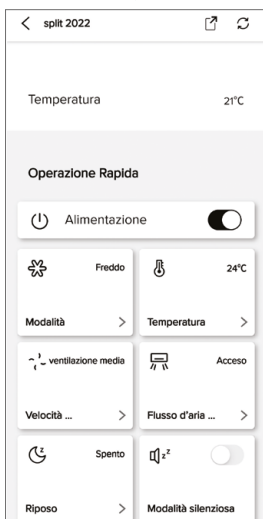 split 2022
Temperatura 21°C
Operazione Rapida
Alimentazione
Freddo 24°C
Modalità Temperatura
ventilazione media Acceso
Velocità ... Flusso d'aria ...
Spento
Riposo Modalità silenziosa